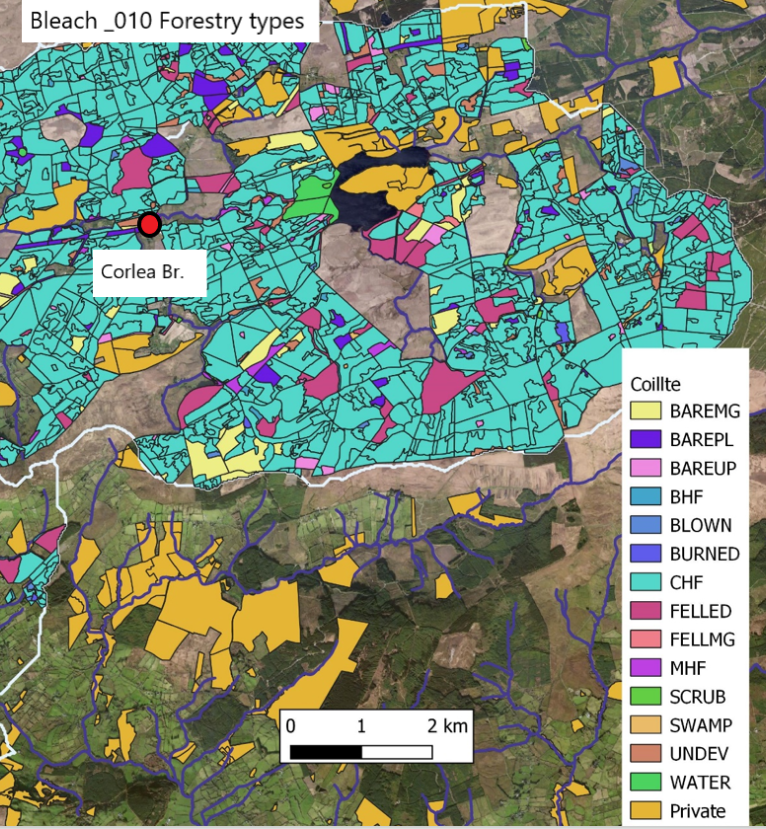 Bleach _010 Forestry types
Corlea Br.
Coillte
BAREMG
BAREPL
BAREUP
BHF
BLOWN
BURNED
CHF
FELLED
FELLMG
MHF
SCRUB
SWAMP
UNDEV
WATER
Private
0 1 2 km